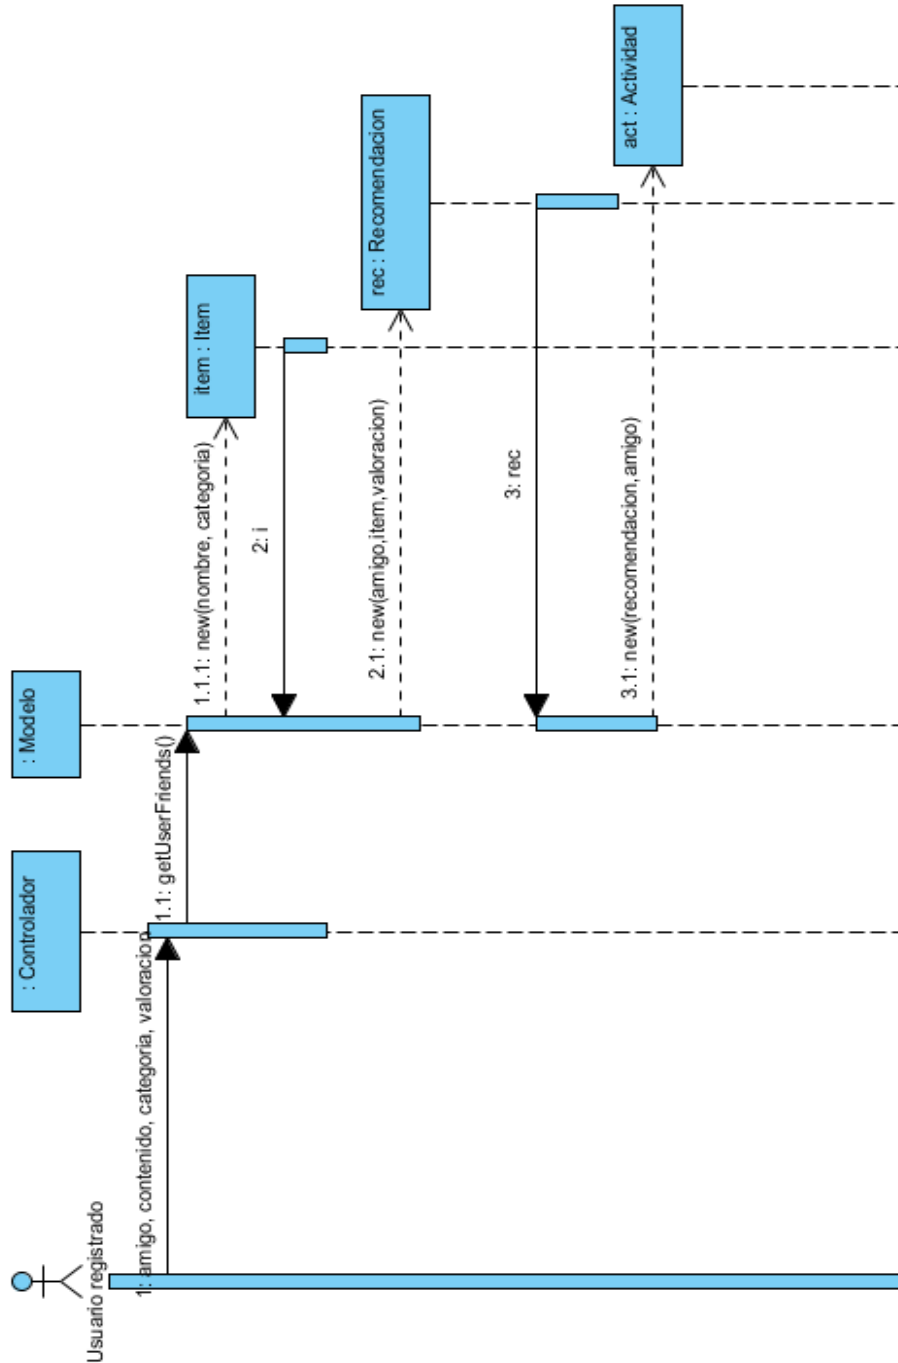 Usuario registrado
: Controlador
: Modelo
item : Item
rec : Recomendacion
act : Actividad
1: amigo, contenido, categoria, valoracion
1.1: getUserFriends()
1.1.1: new(nombre, categoria)
2: i
2.1: new(amigo,item,valoracion)
3: rec
3.1: new(recomendacion,amigo)